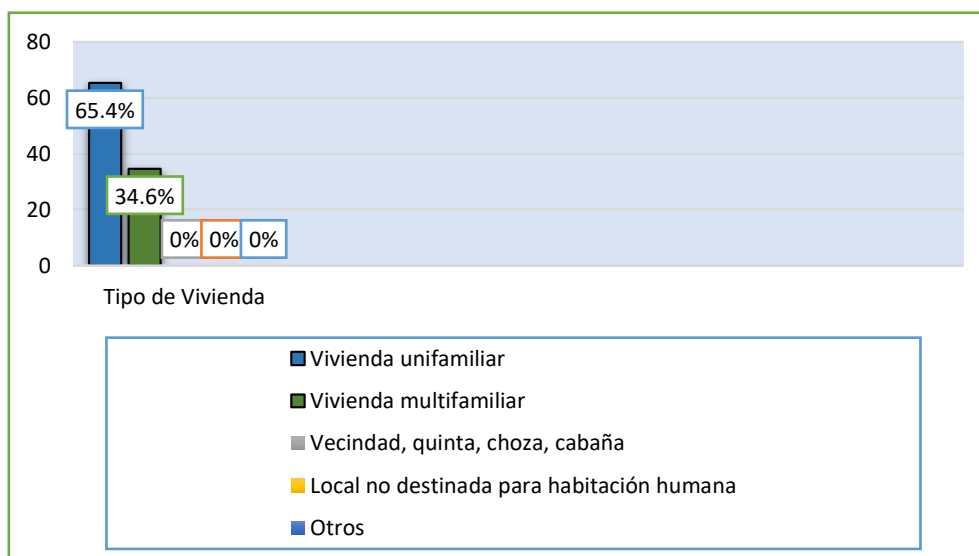 80
60
40
20
0
65.4%
34.6%
0%
0%
0%
Tipo de Vivienda
Vivienda unifamiliar
Vivienda multifamiliar
Vecindad, quinta, choza, cabaña
Local no destinada para habitación humana
Otros